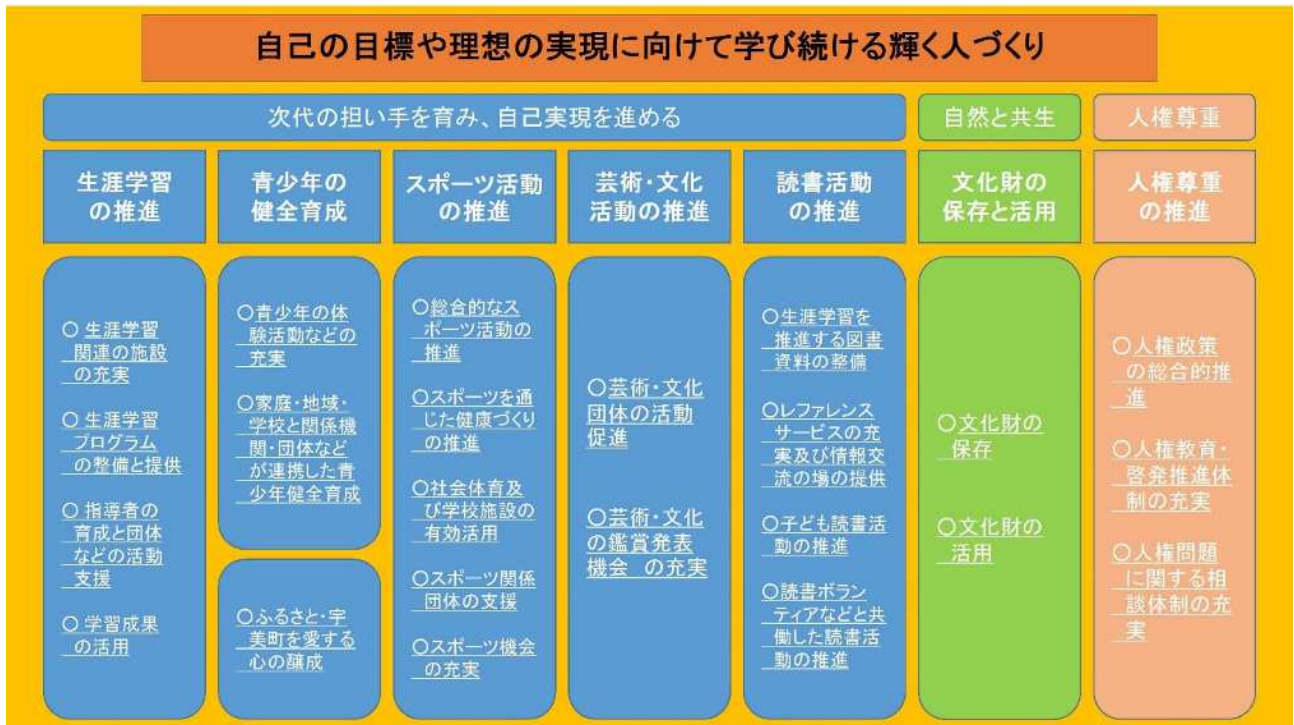 自己の目標や理想の実現に向けて学び続ける輝く人づくり
次代の担い手を育み、自己実現を進める
自然と共生
人権尊重
生涯学習
の推進
青少年の
健全育成
スポーツ活動
の推進
芸術・文化
活動の推進
読書活動
の推進
文化財の
保存と活用
人権尊重
の推進
〇 生涯学習
関連の施設
の充実
〇 生涯学習
プログラム
の整備と提供
〇 指導者の
育成と団体
などの活動
支援
〇 学習成果
の活用
〇青少年の体
験活動などの
充実
〇家庭・地域・
学校と関係機
関・団体など
が連携した青
少年健全育成
〇ふるさと・宇
美町を愛する
心の醸成
〇総合的なス
ポーツ活動の
推進
〇スポーツを通
じた健康づくり
の推進
〇社会体育及
び学校施設の
有効活用
〇スポーツ関係
団体の支援
〇スポーツ機会
の充実
〇芸術・文化
団体の活動
促進
〇芸術・文化
の鑑賞発表
機会 の充実
〇生涯学習を
推進する図書
資料の整備
〇レファレンス
サービスの充
実及び情報交
流の場の提供
〇子ども読書活
動の推進
〇読書ボラン
ティアなどと共
働した読書活
動の推進
〇文化財の
保存
〇文化財の
活用
〇人権政策
の総合的推
進
〇人権教育・
啓発推進体
制の充実
〇人権問題
に関する相
談体制の充
実